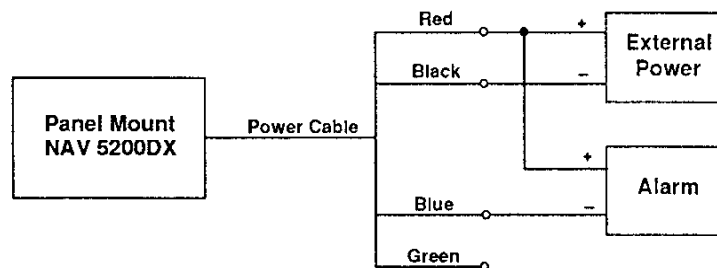 Red
+
External
Power
Black
−
Panel Mount
NAV 5200DX
Power Cable
+
Alarm
Blue
−
Green